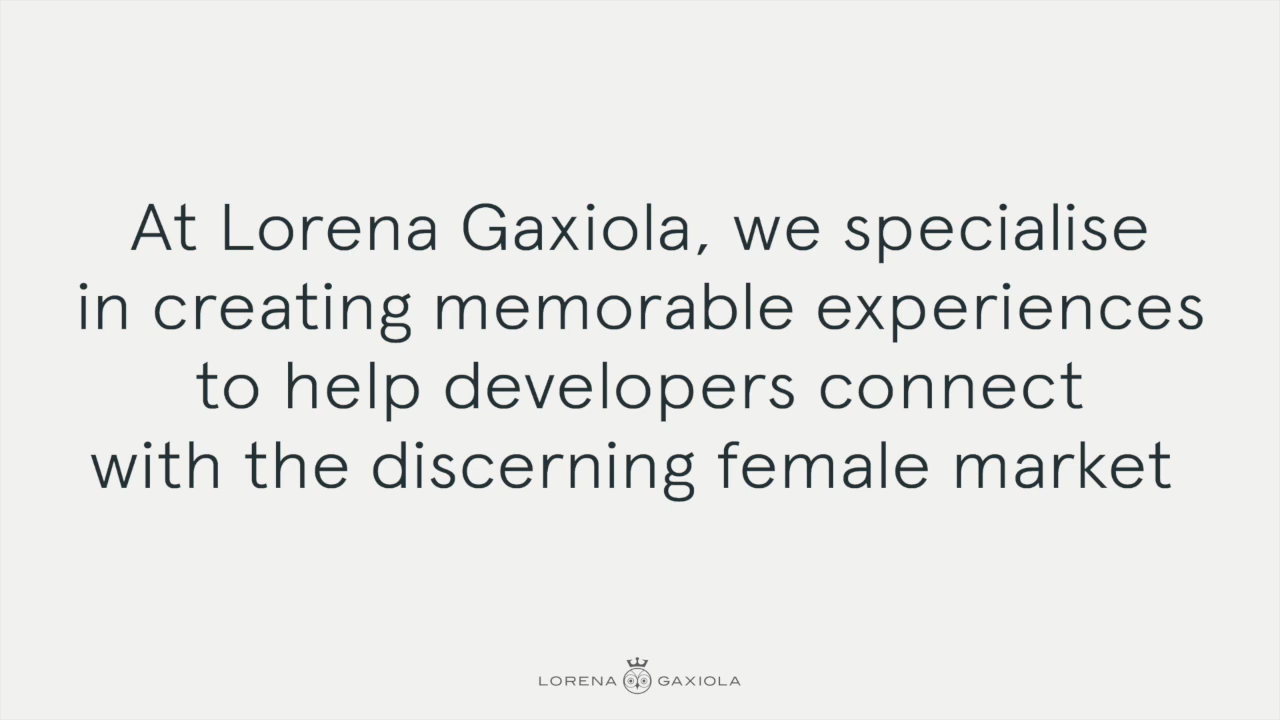 At Lorena Gaxiola, we specialise
in creating memorable experiences
to help developers connect
with the discerning female market
LORENA GAXIOLA